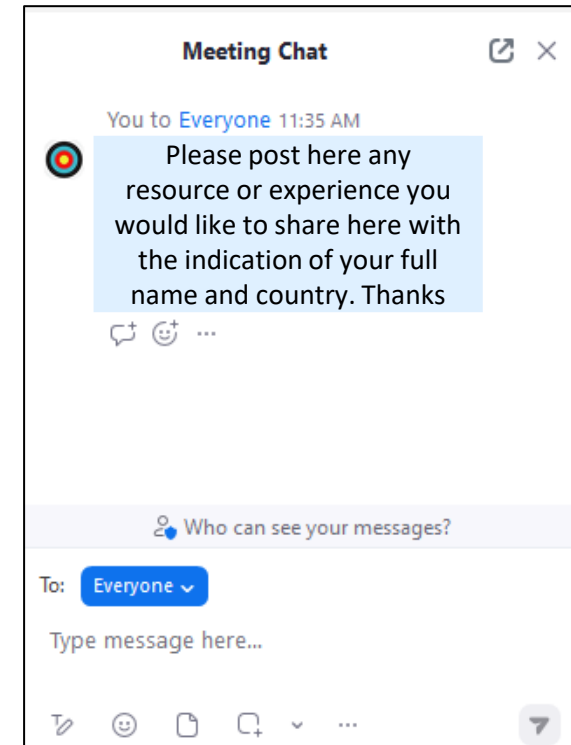 Meeting Chat
You to Everyone 11:35 AM
Please post here any
resource or experience you
would like to share here with
the indication of your full
name and country. Thanks
Who can see your messages?
To: Everyone
Type message here...